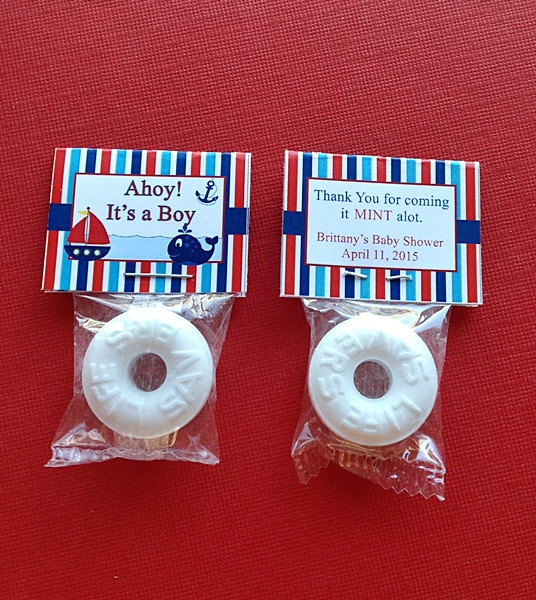 Ahoy!
It's a Boy
Thank You for coming
it MINT alot.
Brittany's Baby Shower
April 11, 2015
LIFE SAVERS
LIFE SAVERS